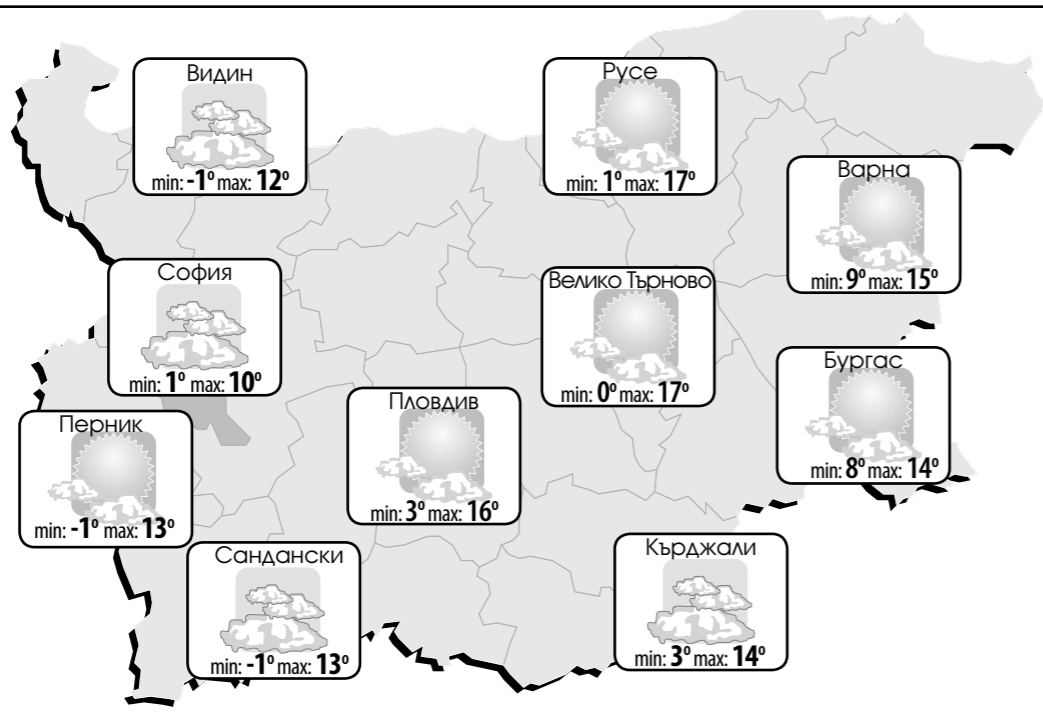 Видин
min: -1° max: 12°
Русе
min: 1° max: 17°
Варна
min: 9° max: 15°
София
min: 1° max: 10°
Велико Търново
min: 0° max: 17°
Бургас
min: 8° max: 14°
Пловдив
min: 3° max: 16°
Перник
min: -1° max: 13°
Сандански
min: -1° max: 13°
Кърджали
min: 3° max: 14°